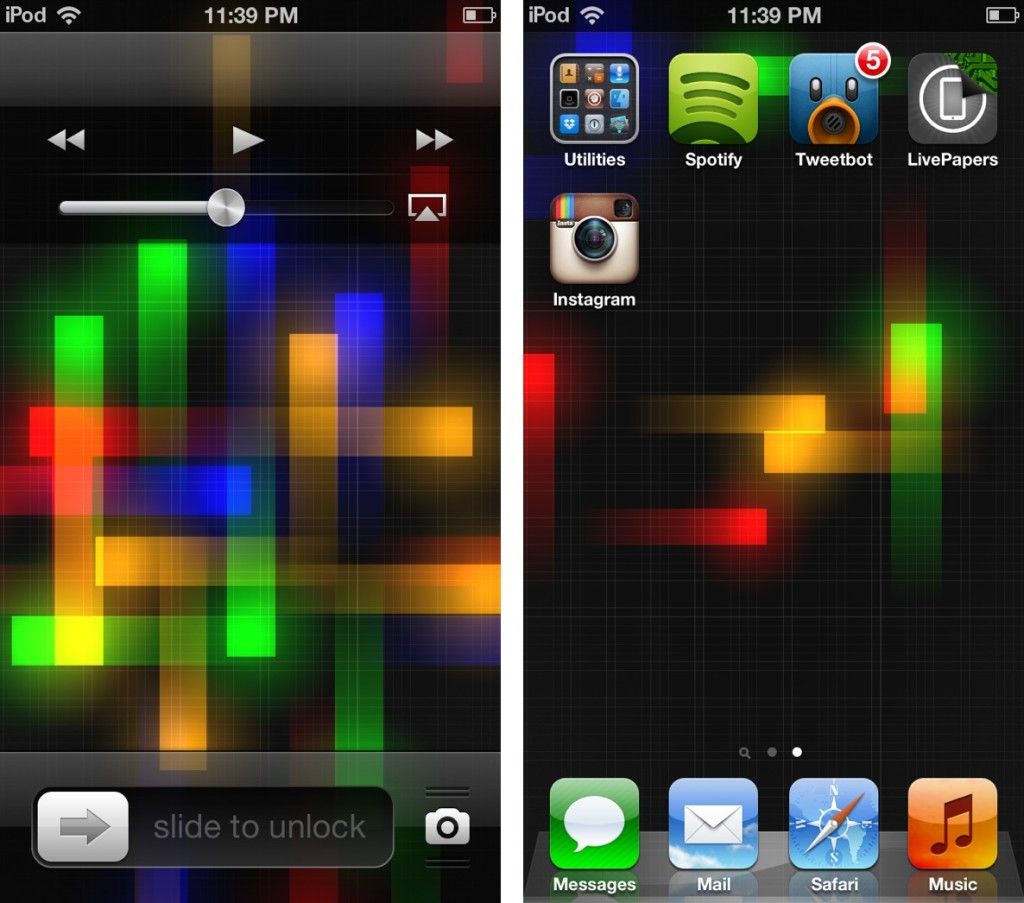 iPod 11:39 PM
slide to unlock
iPod 11:39 PM
5
Utilities Spotify Tweetbot LivePapers
Insta
Instagram
N
E
S
Messages Mail Safari Music